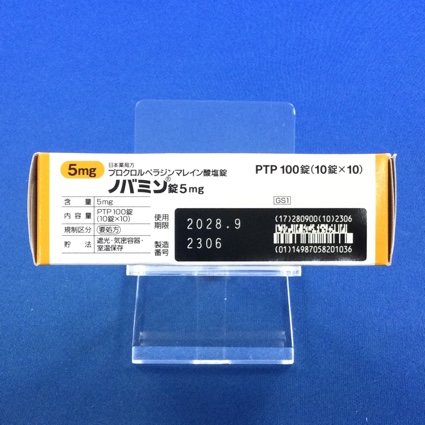 5mg
日本薬局方
プロクロルペラジンマレイン酸塩錠
ノバミン®錠5mg
PTP 100錠(10錠×10)
含量 5mg
内容量 PTP100錠
(10錠×10)
規制区分 要処方
貯法 遮光・気密容器・
室温保存
使用
期限 2028.9
製造
番号 2306
GS1
(17)280900(10)2306
(01)14987058201036